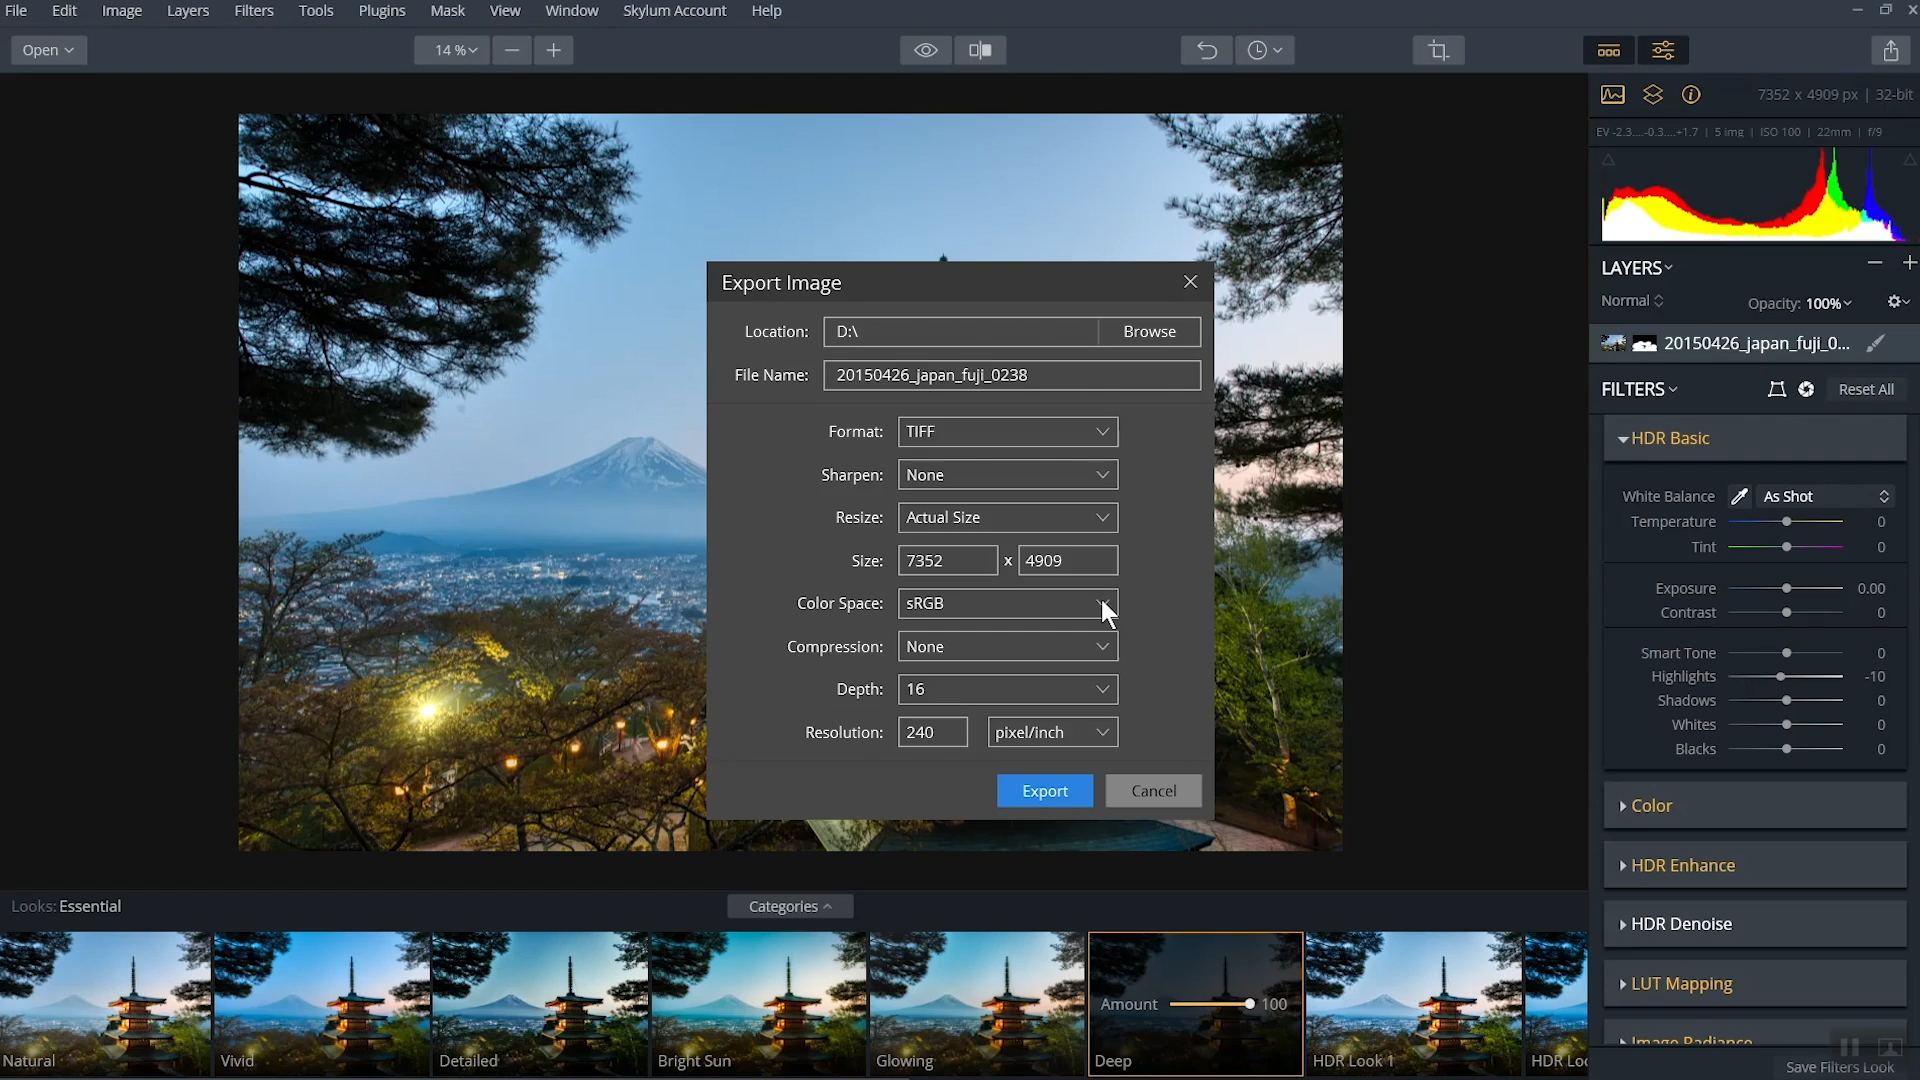 File Edit Image Layers Filters Tools Plugins Mask View Window Skylum Account Help
Open 14 %
7352 x 4909 px | 32-bit
EV -2.3...-0.3...+1.7 | 5 img | ISO 100 | 22mm | f/9
LAYERS
Normal Opacity: 100%
20150426_japan_fuji_0...
FILTERS Reset All
HDR Basic
White Balance As Shot
Temperature 0
Tint 0
Exposure 0.00
Contrast 0
Smart Tone 0
Highlights -10
Shadows 0
Whites 0
Blacks 0
Color
HDR Enhance
HDR Denoise
LUT Mapping
Image Radiance
Save Filters Look
Export Image
Location: D:\ Browse
File Name: 20150426_japan_fuji_0238
Format: TIFF
Sharpen: None
Resize: Actual Size
Size: 7352 x 4909
Color Space: sRGB
Compression: None
Depth: 16
Resolution: 240 pixel/inch
Export Cancel
Looks: Essential Categories
Amount 100
Natural Vivid Detailed Bright Sun Glowing Deep HDR Look 1 HDR Loo